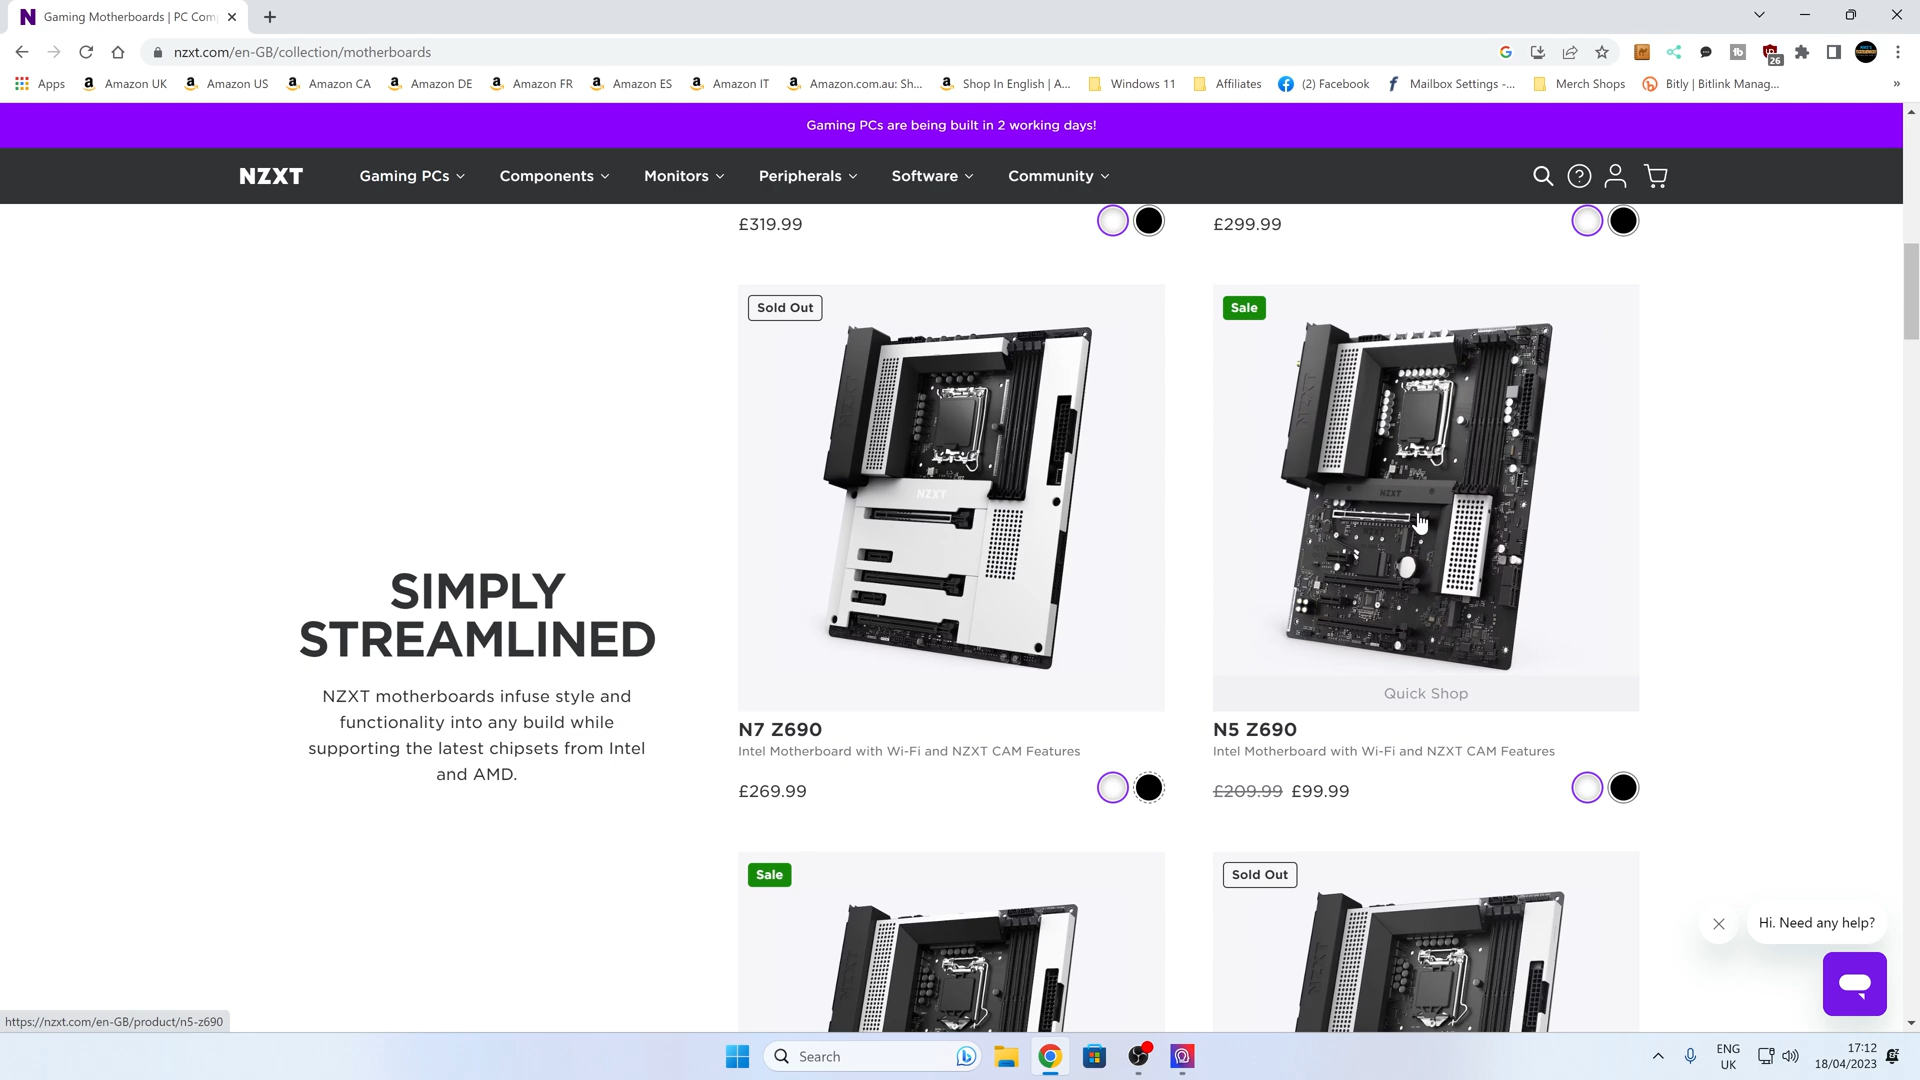 Gaming Motherboards | PC Com
nzxt.com/en-GB/collection/motherboards
26
Apps
Amazon UK
Amazon US
Amazon CA
Amazon DE
Amazon FR
Amazon ES
Amazon IT
Amazon.com.au: Sh...
Shop In English | A...
Windows 11
Affiliates
(2) Facebook
Mailbox Settings -...
Merch Shops
Bitly | Bitlink Manag...
»
Gaming PCs are being built in 2 working days!
NZXT
Gaming PCs
Components
Monitors
Peripherals
Software
Community
£319.99
£299.99
Sold Out
Sale
NZXT
NZXT
Quick Shop
SIMPLY
STREAMLINED
NZXT motherboards infuse style and
functionality into any build while
supporting the latest chipsets from Intel
and AMD.
N7 Z690
Intel Motherboard with Wi-Fi and NZXT CAM Features
£269.99
N5 Z690
Intel Motherboard with Wi-Fi and NZXT CAM Features
£209.99 £99.99
Sale
Sold Out
Hi. Need any help?
https://nzxt.com/en-GB/product/n5-z690
Search
ENG
UK
17:12
18/04/2023